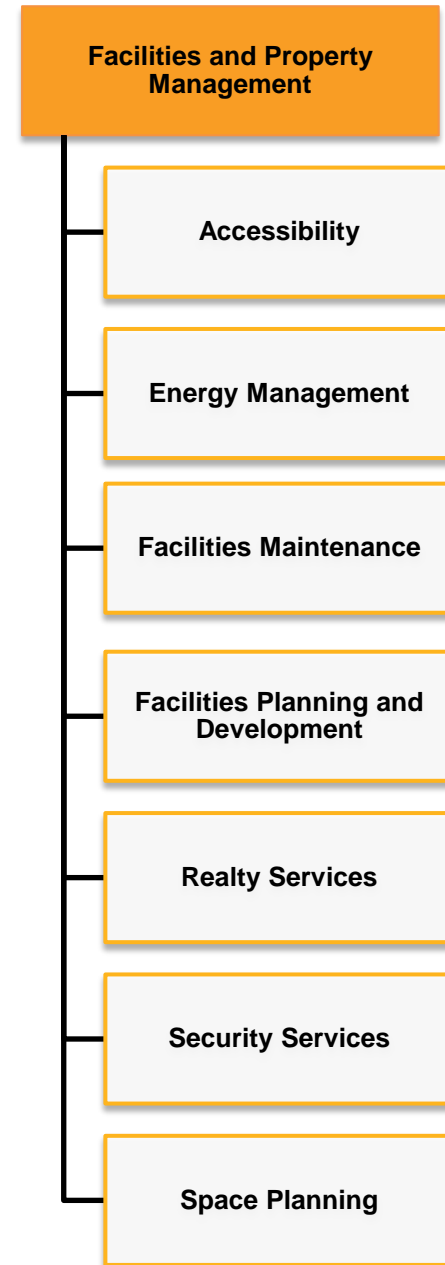 Facilities and Property
Management
Accessibility
Energy Management
Facilities Maintenance
Facilities Planning and
Development
Realty Services
Security Services
Space Planning